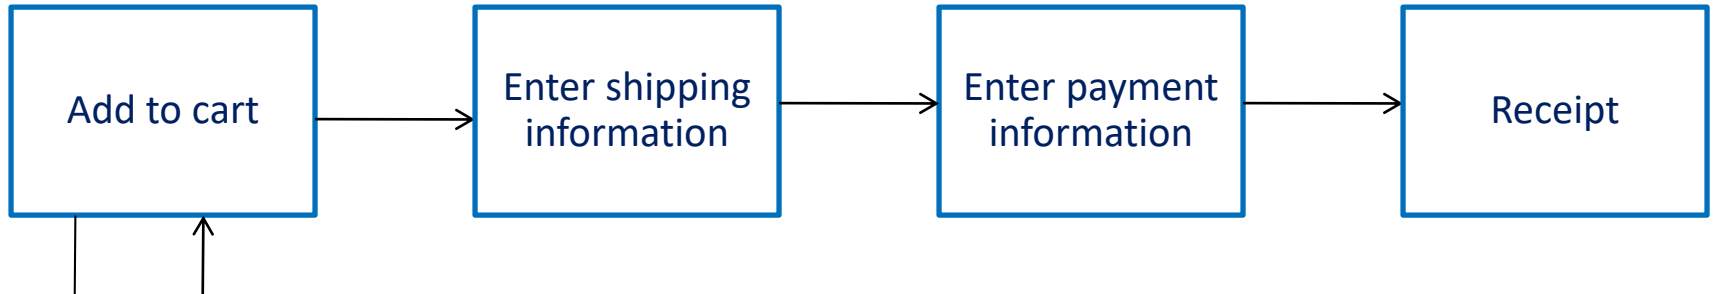 Add to cart
Enter shipping
information
Enter payment
information
Receipt